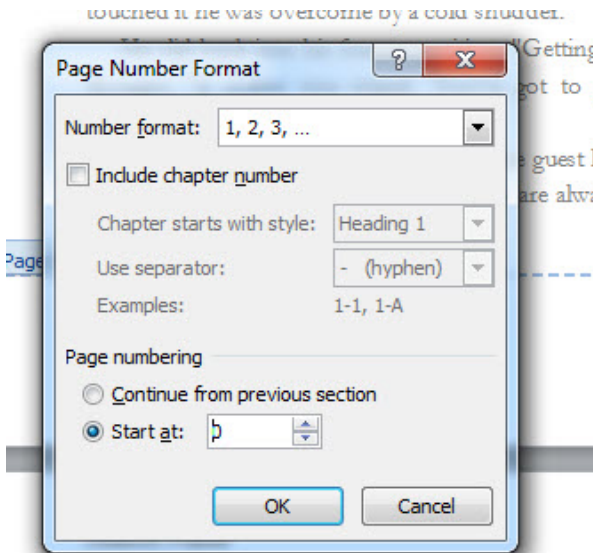 touched it he was overcome by a cold shudder.
"Getting
Page Number Format
got to
Number format: 1, 2, 3, ...
guest
Include chapter number
are
Chapter starts with style: Heading 1
Page
Use separator: - (hyphen)
Examples: 1-1, 1-A
Page numbering
Continue from previous section
Start at: 0
OK Cancel